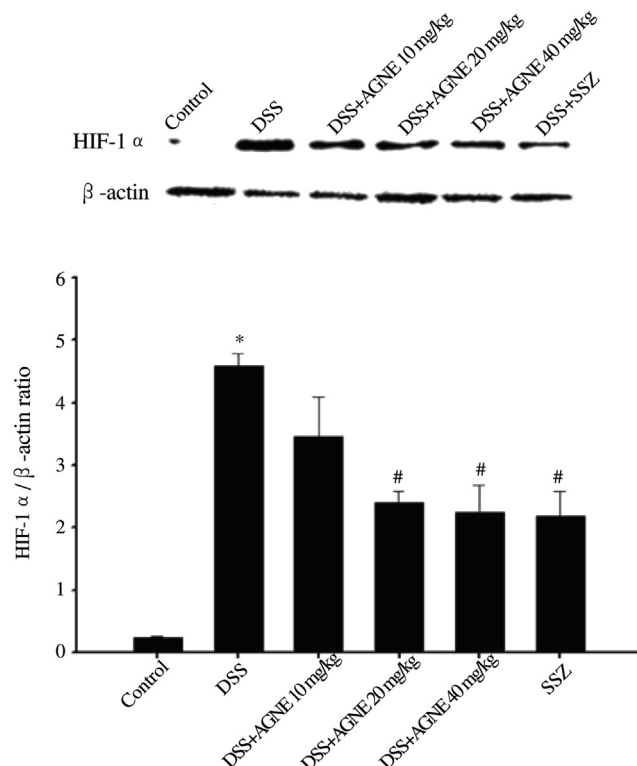 Control
DSS
DSS+AGNE 10 mg/kg
DSS+AGNE 20 mg/kg
DSS+AGNE 40 mg/kg
DSS+SSZ
HIF-1 α
β -actin
HIF-1 α / β -actin ratio
6
5
4
3
2
1
0
*
#
#
#
Control
DSS
DSS+AGNE 10 mg/kg
DSS+AGNE 20 mg/kg
DSS+AGNE 40 mg/kg
SSZ